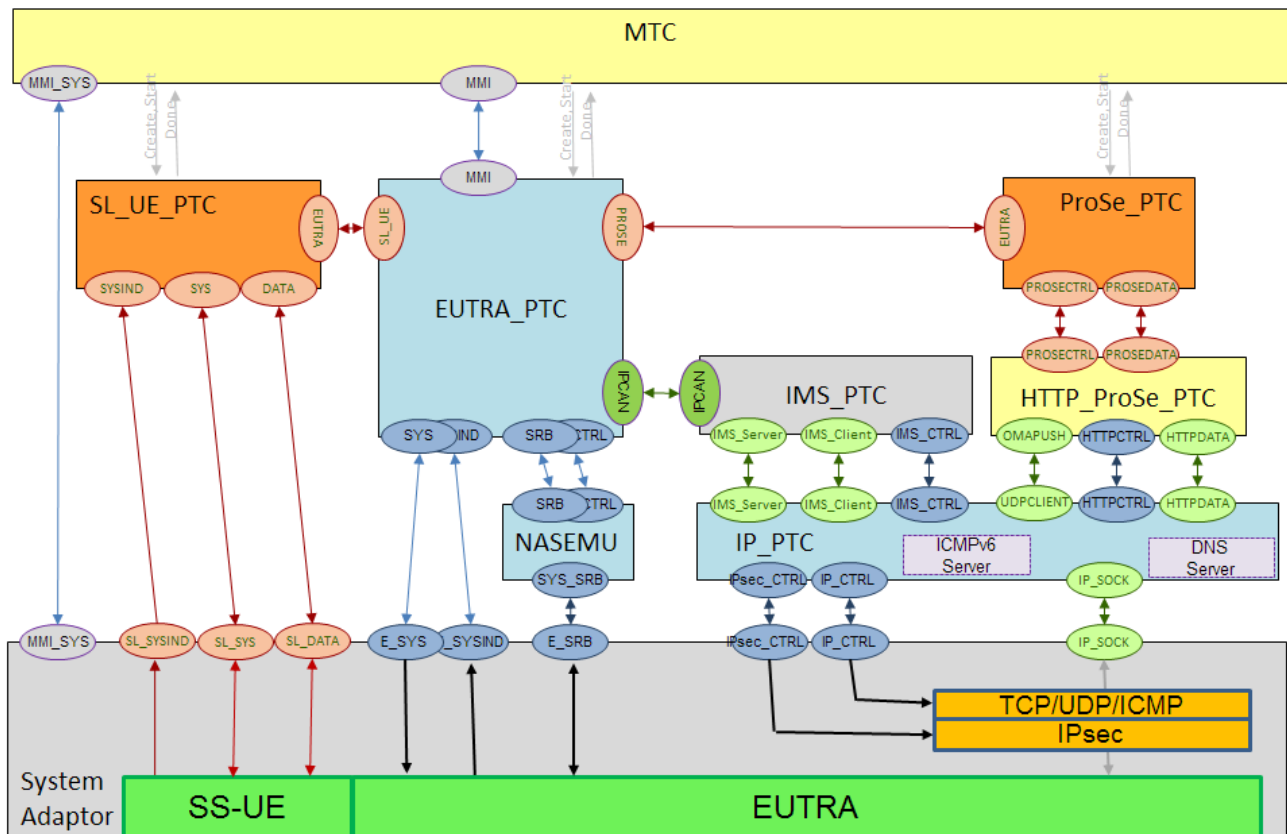 MTC
MMI_SYS
MMI
Create, Start
Done
Create, Start
Done
Create, Start
Done
MMI
SL_UE_PTC
EUTRA
SL_UE
PROSE
EUTRA
ProSe_PTC
SYSIND
SYS
DATA
EUTRA_PTC
PROSECTRL
PROSEDATA
PROSECTRL
PROSEDATA
IPCAN
IPCAN
IMS_PTC
HTTP_ProSe_PTC
SYS
IND
SRB
CTRL
IMS_Server
IMS_Client
IMS_CTRL
OMAPUSH
HTTPCTRL
HTTPDATA
SRB
CTRL
IMS_Server
IMS_Client
IMS_CTRL
UDPCLIENT
HTTPCTRL
HTTPDATA
NASEMU
IP_PTC
ICMPv6
Server
DNS
Server
SYS_SRB
IPsec_CTRL
IP_CTRL
IP_SOCK
MMI_SYS
SL_SYSIND
SL_SYS
SL_DATA
E_SYS
_SYSIND
E_SRB
IPsec_CTRL
IP_CTRL
IP_SOCK
TCP/UDP/ICMP
IPsec
System
Adaptor
SS-UE
EUTRA